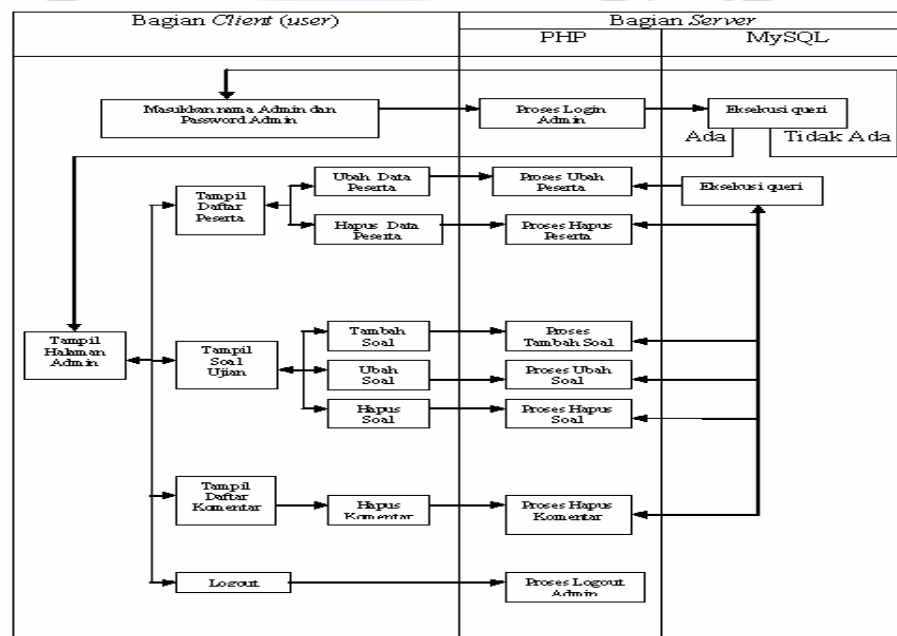 Bagian Client (user)
Bagian Server
PHP
MySQL
Masukkan nama Admin dan
Password Admin
Proses Login
Admin
Eksekusi queri
Ada
Tidak Ada
Tampil
Daftar
Peserta
Ubah Data
Peserta
Proses Ubah
Peserta
Eksekusi queri
Hapus Data
Peserta
Proses Hapus
Peserta
Tampil
Halaman
Admin
Tampil
Soal
Ujian
Tambah
Soal
Proses
Tambah Soal
Ubah
Soal
Proses Ubah
Soal
Hapus
Soal
Proses Hapus
Soal
Tampil
Daftar
Komentar
Hapus
Komentar
Proses Hapus
Komentar
Logout
Proses Logout
Admin